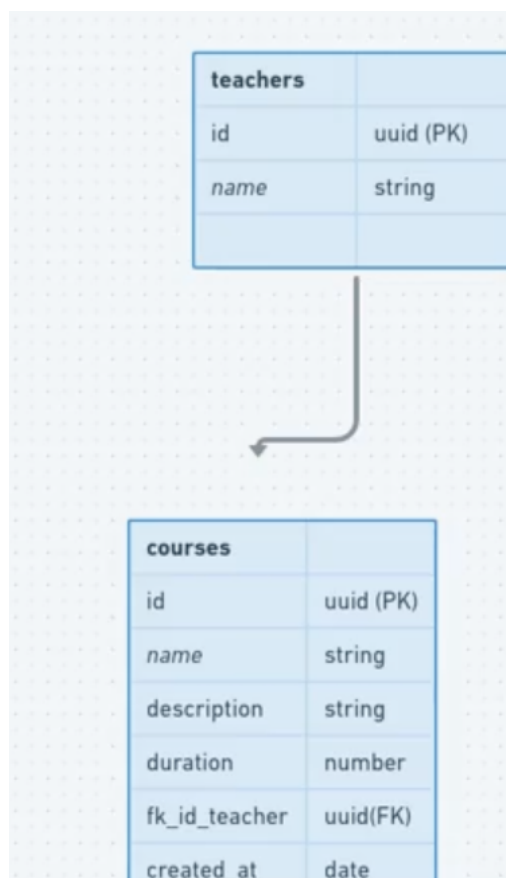 teachers
id uuid (PK)
name string
courses
id uuid (PK)
name string
description string
duration number
fk_id_teacher uuid(FK)
created_at date